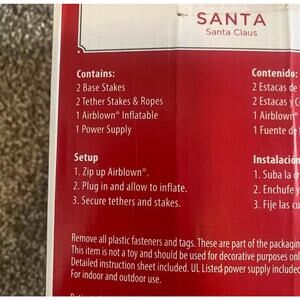 SANTA
Santa Claus
Contains:
2 Base Stakes
2 Tether Stakes & Ropes
1 Airblown® Inflatable
1 Power Supply
Contenido:
2 Estacas de
2 Estacas y
1 Airblown®
1 Fuente de
Setup
1. Zip up Airblown®.
2. Plug in and allow to inflate.
3. Secure tethers and stakes.
Instalación
1. Suba la
2. Enchufe y
3. Fije las
Remove all plastic fasteners and tags. These are part of the packaging
This item is not a toy and should be used for decorative purposes only
Detailed instruction sheet included. UL Listed power supply included
For indoor and outdoor use.